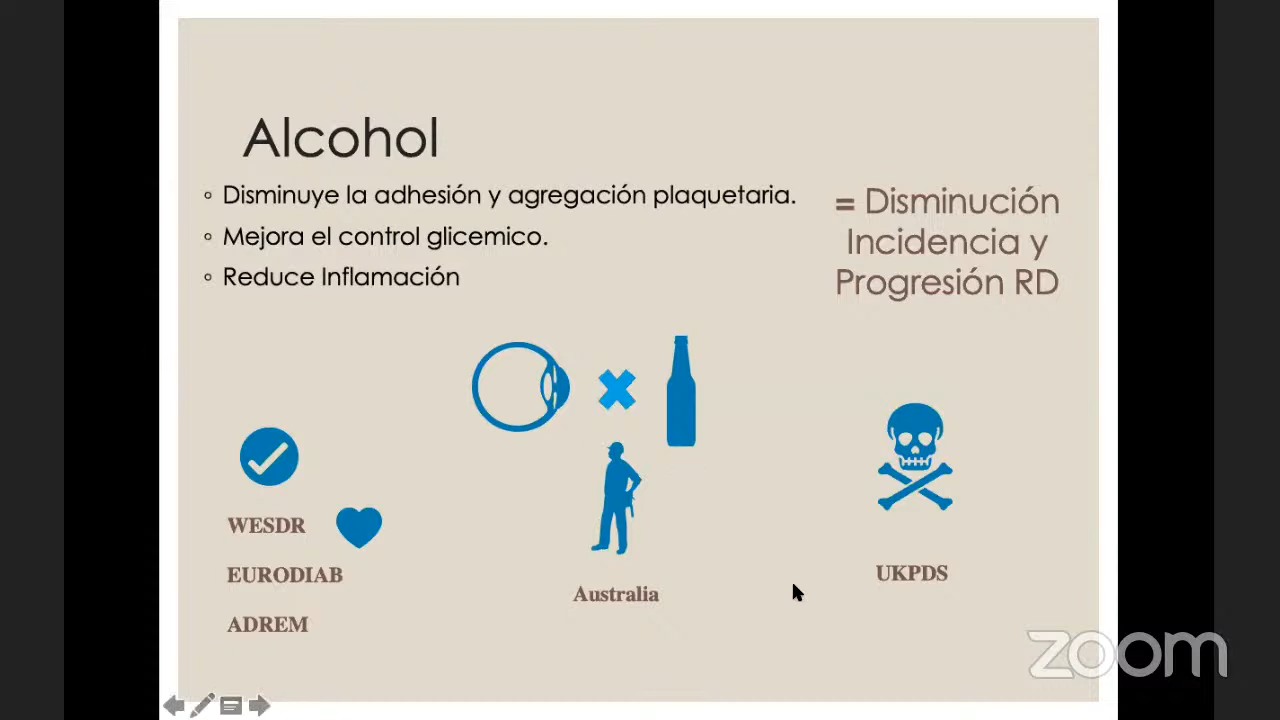 Alcohol
◦ Disminuye la adhesión y agregación plaquetaria.
◦ Mejora el control glicemico.
◦ Reduce Inflamación
= Disminución
Incidencia y
Progresión RD
WESDR
EURODIAB
ADREM
Australia
UKPDS
zoom